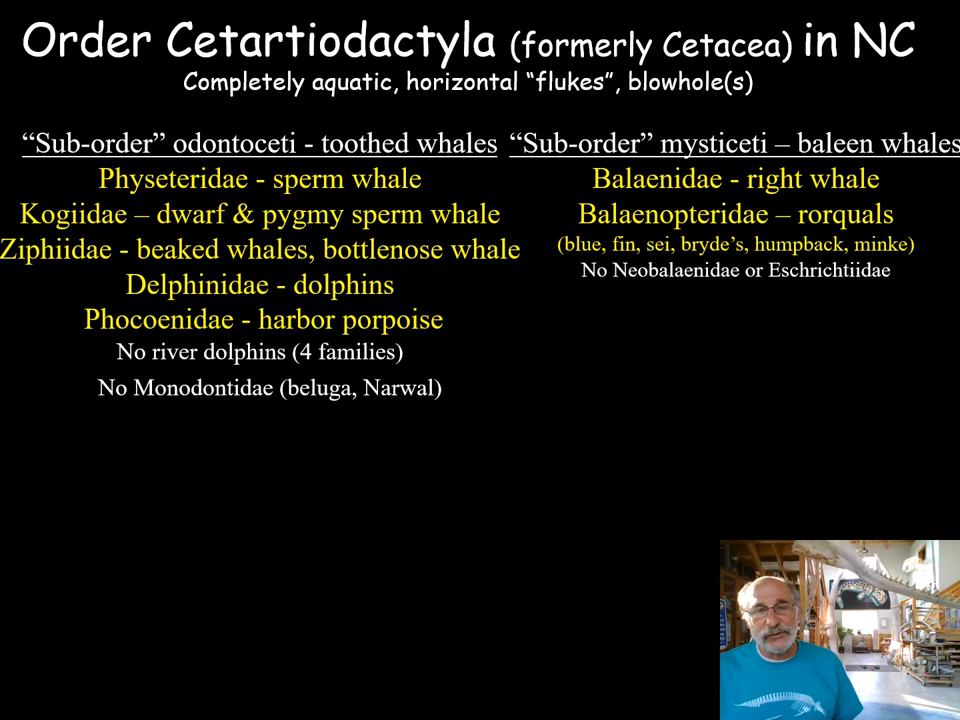 Order Cetartiodactyla (formerly Cetacea) in NC
Completely aquatic, horizontal “flukes”, blowhole(s)
“Sub-order” odontoceti - toothed whales
Physeteridae - sperm whale
Kogiidae – dwarf & pygmy sperm whale
Ziphiidae - beaked whales, bottlenose whale
Delphinidae - dolphins
Phocoenidae - harbor porpoise
No river dolphins (4 families)
No Monodontidae (beluga, Narwal)
“Sub-order” mysticeti – baleen whales
Balaenidae - right whale
Balaenopteridae – rorquals
(blue, fin, sei, bryde’s, humpback, minke)
No Neobalaenidae or Eschrichtiidae